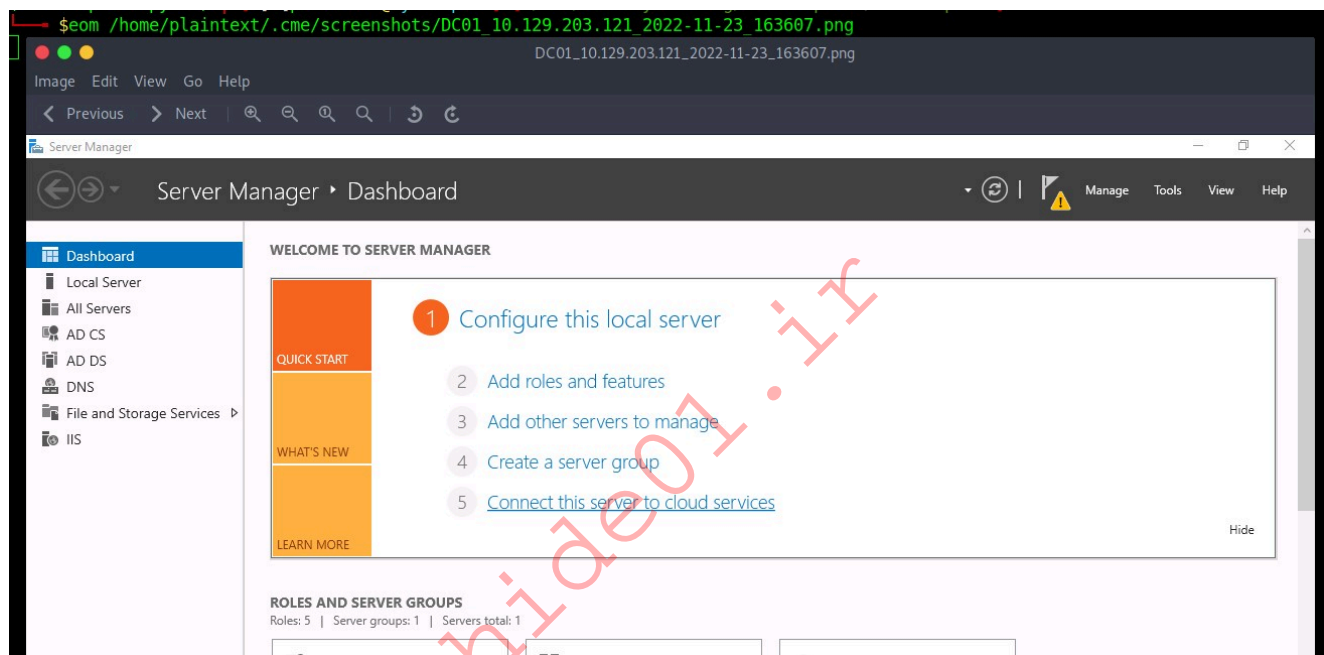 $eom /home/plaintext/.cme/screenshots/DC01_10.129.203.121_2022-11-23_163607.png
DC01_10.129.203.121_2022-11-23_163607.png
Image Edit View Go Help
Previous Next
Server Manager
Server Manager ‣ Dashboard
Manage Tools View Help
Dashboard
Local Server
All Servers
AD CS
AD DS
DNS
File and Storage Services
IIS
WELCOME TO SERVER MANAGER
QUICK START
WHAT'S NEW
LEARN MORE
1 Configure this local server
2 Add roles and features
3 Add other servers to manage
4 Create a server group
5 Connect this server to cloud services
Hide
ROLES AND SERVER GROUPS
Roles: 5 | Server groups: 1 | Servers total: 1
hide01.ir